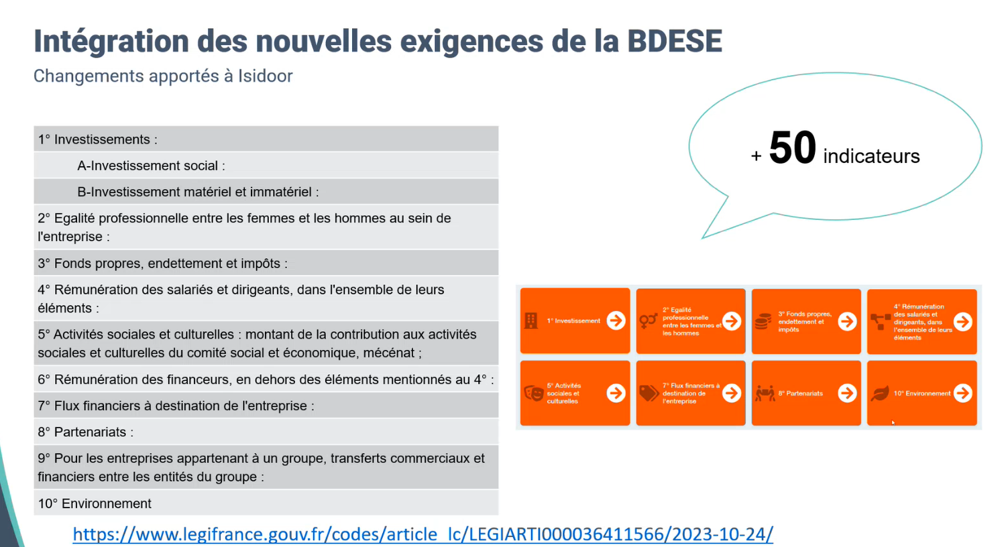 Intégration des nouvelles exigences de la BDESE
Changements apportés à Isidoor
1° Investissements :
A-Investissement social :
B-Investissement matériel et immatériel :
2° Egalité professionnelle entre les femmes et les hommes au sein de
l'entreprise :
3° Fonds propres, endettement et impôts :
4° Rémunération des salariés et dirigeants, dans l'ensemble de leurs
éléments :
5° Activités sociales et culturelles : montant de la contribution aux activités
sociales et culturelles du comité social et économique, mécénat ;
6° Rémunération des financeurs, en dehors des éléments mentionnés au 4° :
7° Flux financiers à destination de l'entreprise :
8° Partenariats :
9° Pour les entreprises appartenant à un groupe, transferts commerciaux et
financiers entre les entités du groupe :
10° Environnement
+ 50 indicateurs
1° Investissement
2° Egalité
professionnelle
entre les femmes et
les hommes
3° Fonds propres,
endettement et
impôts
4° Rémunération
des salariés et
dirigeants, dans
l'ensemble de leurs
éléments
5° Activités
sociales et
culturelles
7° Flux financiers à
destination de
l'entreprise
8° Partenariats
10° Environnement
https://www.legifrance.gouv.fr/codes/article_lc/LEGIARTI000036411566/2023-10-24/